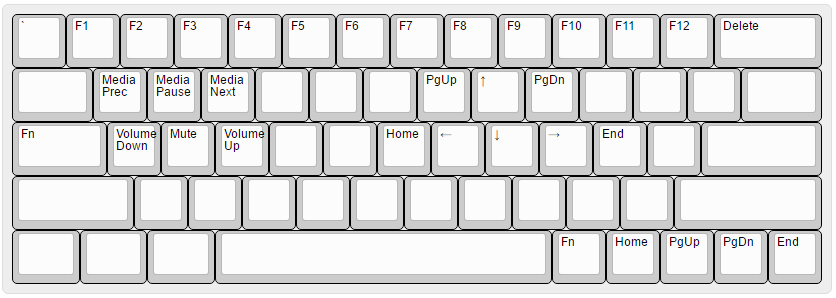 ` F1 F2 F3 F4 F5 F6 F7 F8 F9 F10 F11 F12 Delete
Media Prec Media Pause Media Next PgUp ↑ PgDn
Fn Volume Down Mute Volume Up Home ← ↓ → End
Fn Home PgUp PgDn End